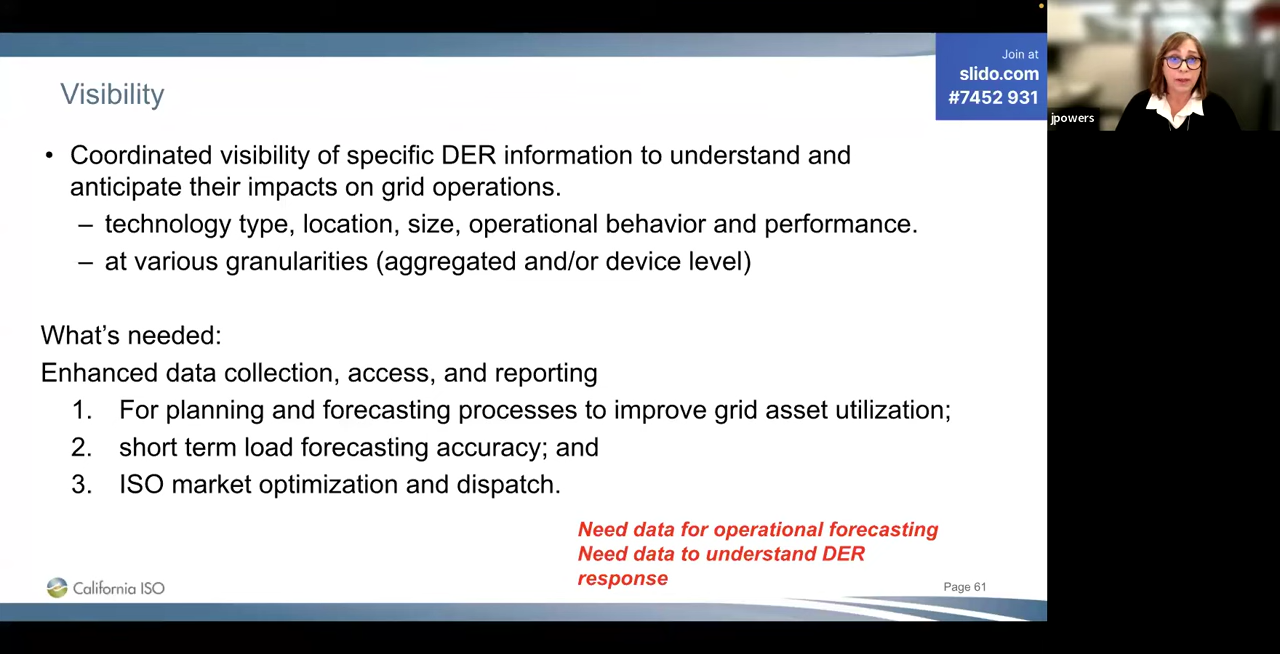 Join at
slido.com
#7452 931
jpowers
Visibility
• Coordinated visibility of specific DER information to understand and
anticipate their impacts on grid operations.
– technology type, location, size, operational behavior and performance.
– at various granularities (aggregated and/or device level)
What’s needed:
Enhanced data collection, access, and reporting
1. For planning and forecasting processes to improve grid asset utilization;
2. short term load forecasting accuracy; and
3. ISO market optimization and dispatch.
Need data for operational forecasting
Need data to understand DER
response
California ISO
Page 61